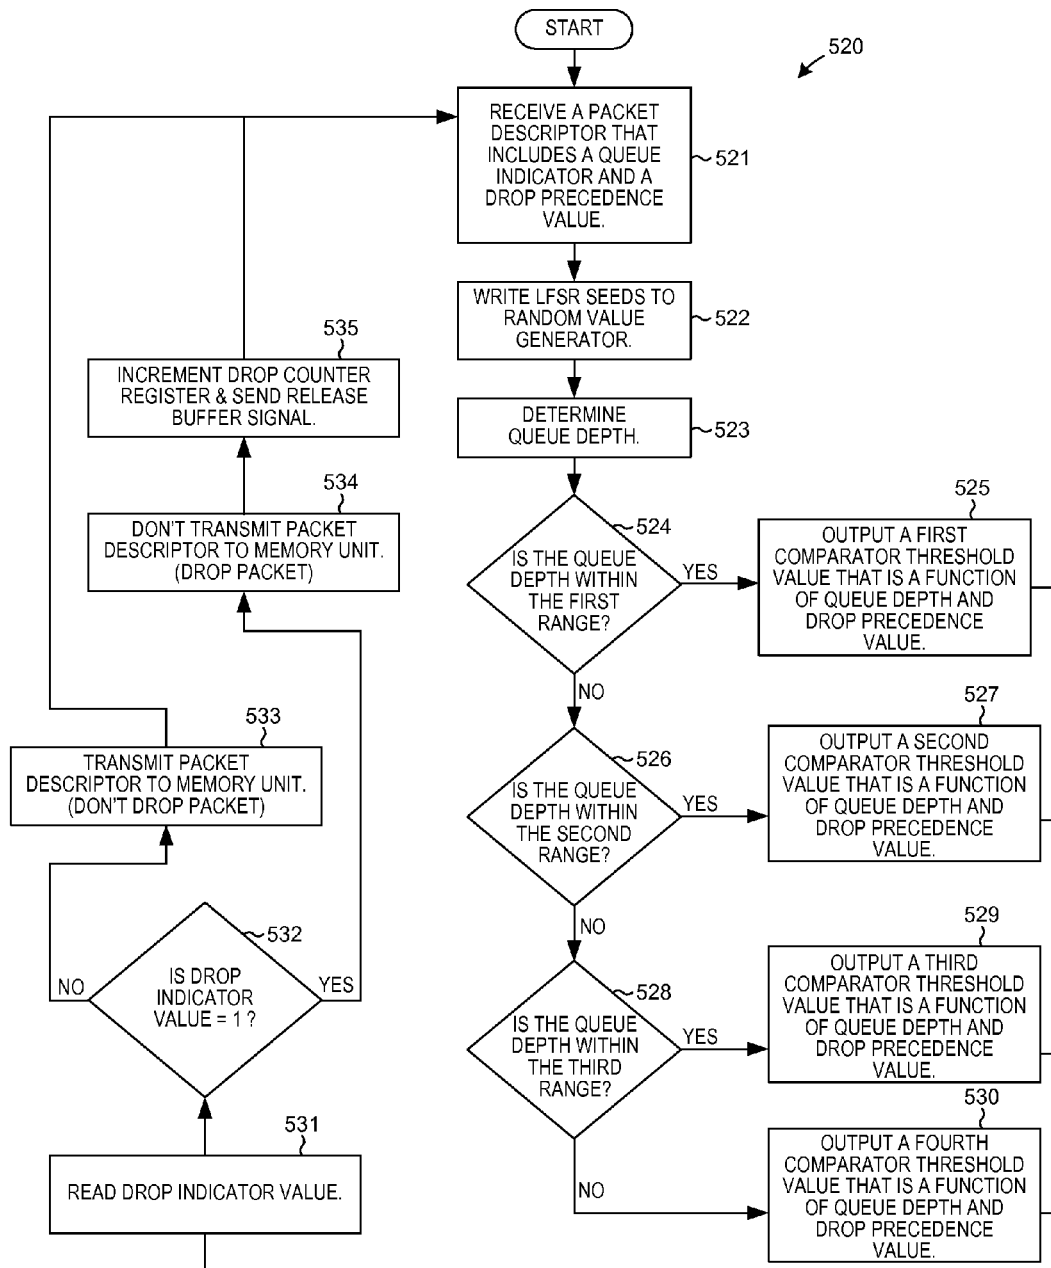 START
520
RECEIVE A PACKET
DESCRIPTOR THAT
INCLUDES A QUEUE
INDICATOR AND A
DROP PRECEDENCE
VALUE.
521
WRITE LFSR SEEDS TO
RANDOM VALUE
GENERATOR.
522
DETERMINE
QUEUE DEPTH.
523
524
IS THE QUEUE
DEPTH WITHIN
THE FIRST
RANGE?
YES
NO
525
OUTPUT A FIRST
COMPARATOR THRESHOLD
VALUE THAT IS A FUNCTION
OF QUEUE DEPTH AND
DROP PRECEDENCE
VALUE.
526
IS THE QUEUE
DEPTH WITHIN
THE SECOND
RANGE?
YES
NO
527
OUTPUT A SECOND
COMPARATOR THRESHOLD
VALUE THAT IS A FUNCTION
OF QUEUE DEPTH AND
DROP PRECEDENCE
VALUE.
528
IS THE QUEUE
DEPTH WITHIN
THE THIRD
RANGE?
YES
NO
529
OUTPUT A THIRD
COMPARATOR THRESHOLD
VALUE THAT IS A FUNCTION
OF QUEUE DEPTH AND
DROP PRECEDENCE
VALUE.
530
OUTPUT A FOURTH
COMPARATOR THRESHOLD
VALUE THAT IS A FUNCTION
OF QUEUE DEPTH AND
DROP PRECEDENCE
VALUE.
531
READ DROP INDICATOR VALUE.
532
IS DROP
INDICATOR
VALUE = 1 ?
NO
YES
533
TRANSMIT PACKET
DESCRIPTOR TO MEMORY UNIT.
(DON'T DROP PACKET)
534
DON'T TRANSMIT PACKET
DESCRIPTOR TO MEMORY UNIT.
(DROP PACKET)
535
INCREMENT DROP COUNTER
REGISTER & SEND RELEASE
BUFFER SIGNAL.